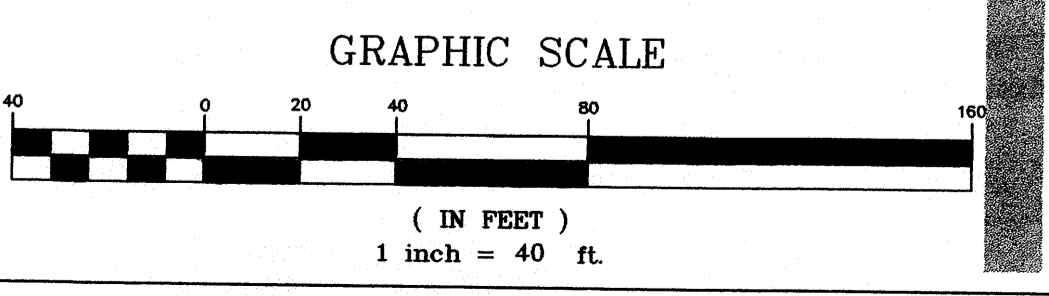 GRAPHIC SCALE
40 0 20 40 80 160
( IN FEET )
1 inch = 40 ft.